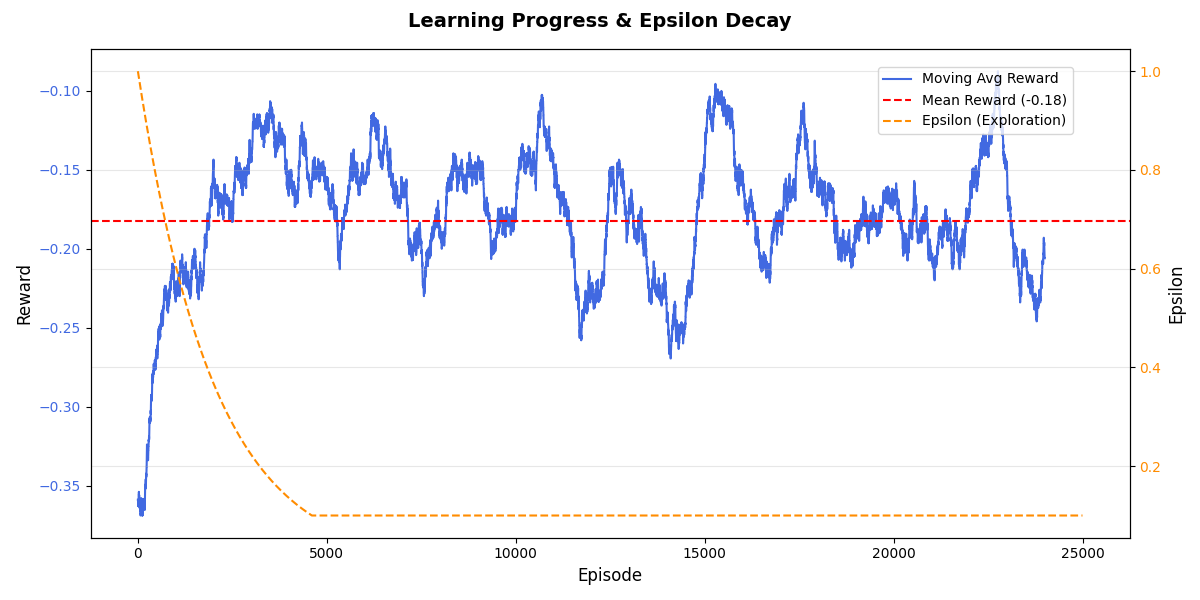 Learning Progress & Epsilon Decay
Moving Avg Reward
Mean Reward (-0.18)
Epsilon (Exploration)
−0.10
−0.15
−0.20
−0.25
−0.30
−0.35
Reward
1.0
0.8
0.6
0.4
0.2
Epsilon
0 5000 10000 15000 20000 25000
Episode